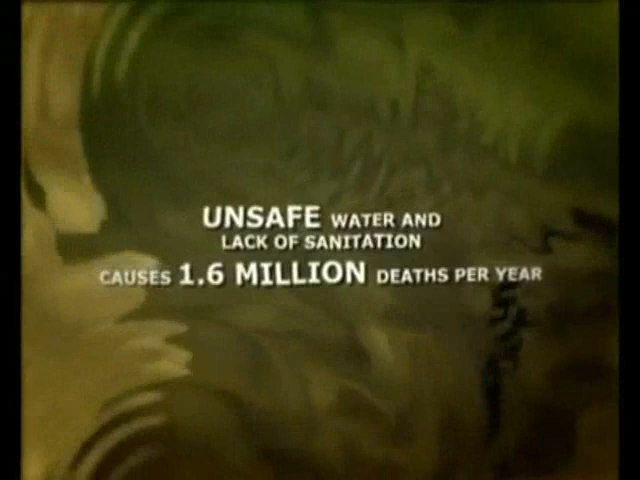 UNSAFE WATER AND
LACK OF SANITATION
CAUSES 1.6 MILLION DEATHS PER YEAR